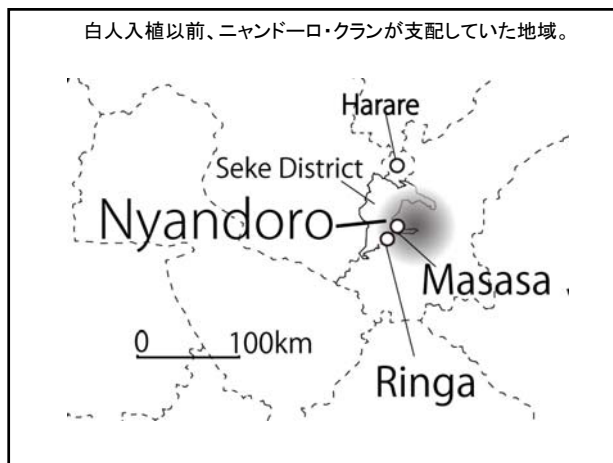 白人入植以前、ニャンドーロ・クランが支配していた地域。
Harare
Seke District
Nyandoro
Masasa
0 100km
Ringa